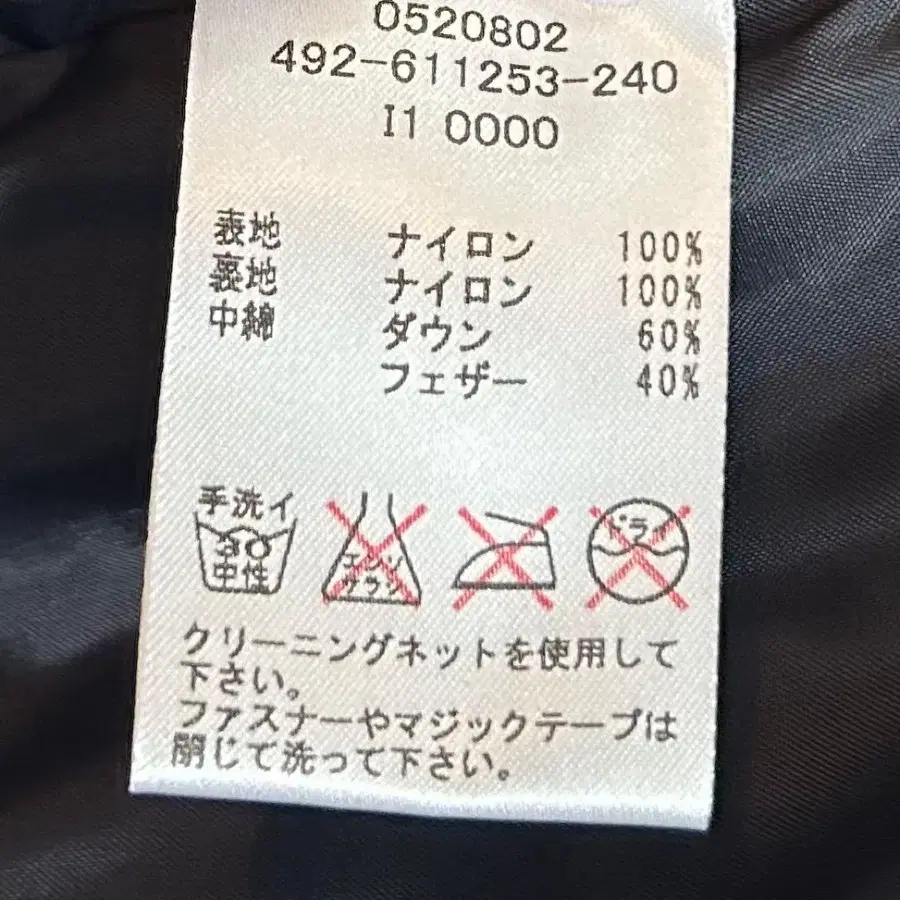 0520802
492-611253-240
I1 0000
表地 ナイロン 100%
裏地 ナイロン 100%
中綿 ダウン 60%
フェザー 40%
手洗イ
30
中性
エンソ
サラシ
ドライ
クリーニングネットを使用して
下さい。
ファスナーやマジックテープは
閉じて洗って下さい。